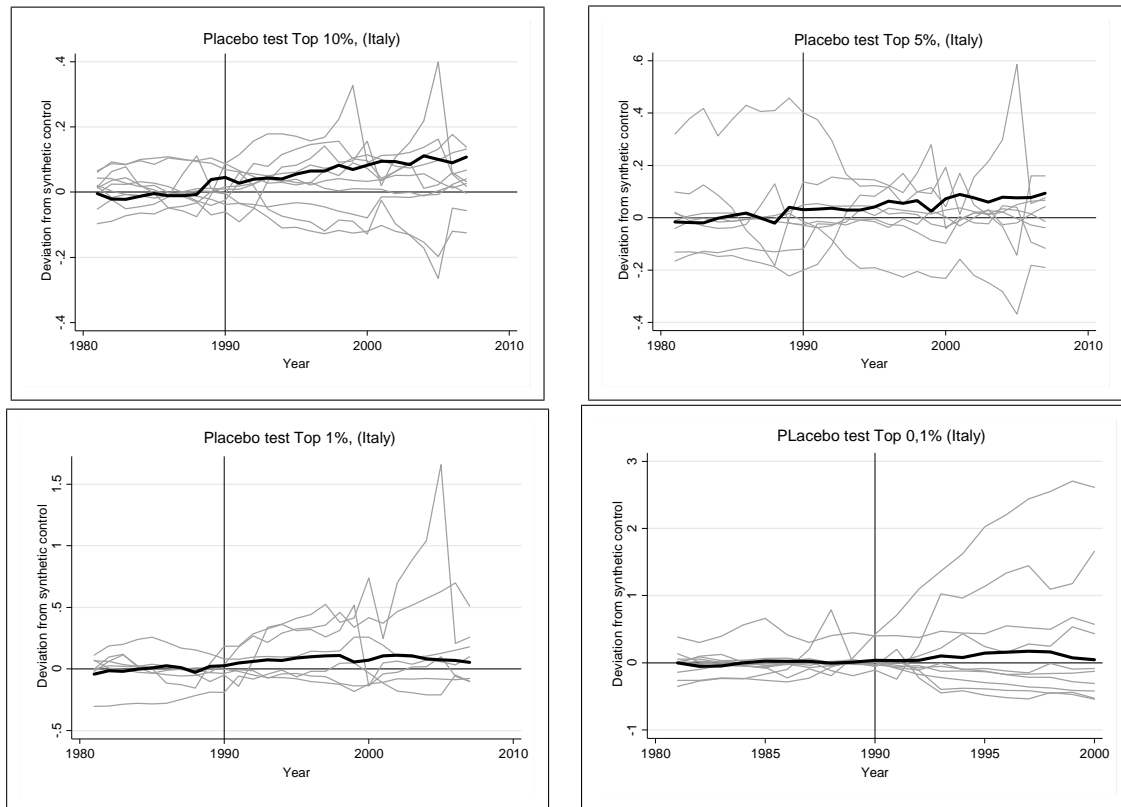 Placebo test Top 10%, (Italy)
Deviation from synthetic control
.4
.2
0
-.2
-.4
1980 1990 2000 2010
Year
Placebo test Top 5%, (Italy)
Deviation from synthetic control
.6
.4
.2
0
-.2
-.4
1980 1990 2000 2010
Year
Placebo test Top 1%, (Italy)
Deviation from synthetic control
1.5
1
.5
0
-.5
1980 1990 2000 2010
Year
PLacebo test Top 0,1% (Italy)
Deviation from synthetic control
3
2
1
0
-1
1980 1985 1990 1995 2000
Year